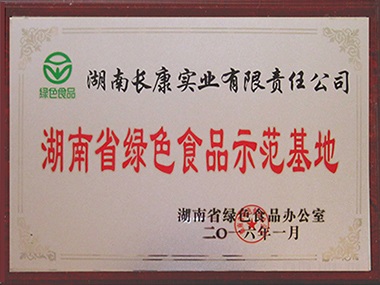 绿色食品
湖南长康实业有限责任公司
湖南省绿色食品示范基地
湖南省绿色食品办公室
二〇一六年一月